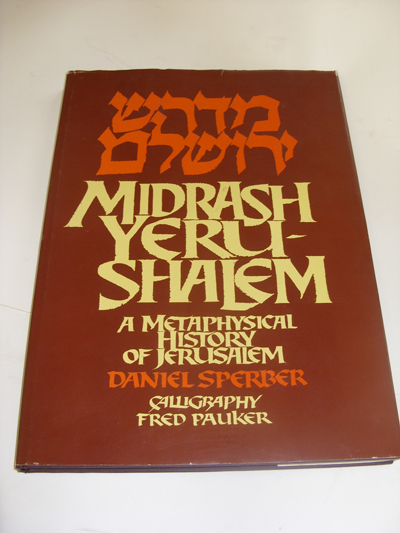 מדרש
ירושלם
MIDRASH
YERU-
SHALEM
A METAPHYSICAL
HISTORY
OF JERUSALEM
DANIEL SPERBER
CALLIGRAPHY
FRED PAUKER